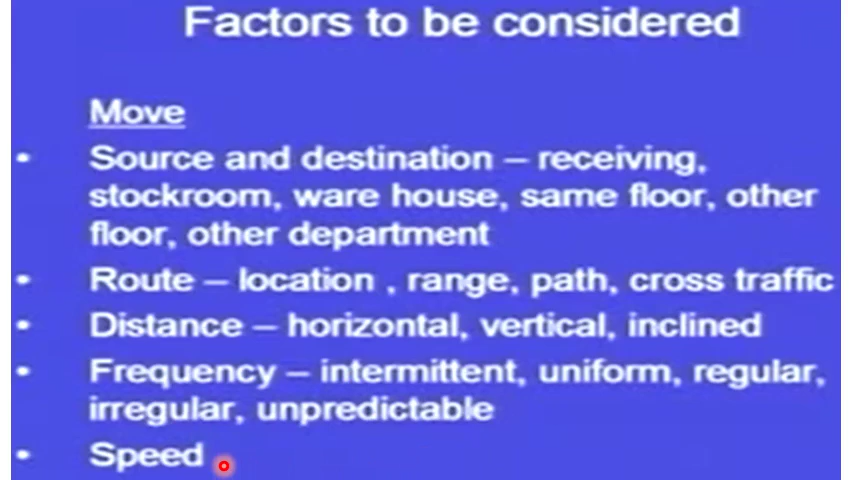 Factors to be considered
Move
• Source and destination – receiving,
stockroom, ware house, same floor, other
floor, other department
• Route – location , range, path, cross traffic
• Distance – horizontal, vertical, inclined
• Frequency – intermittent, uniform, regular,
irregular, unpredictable
• Speed